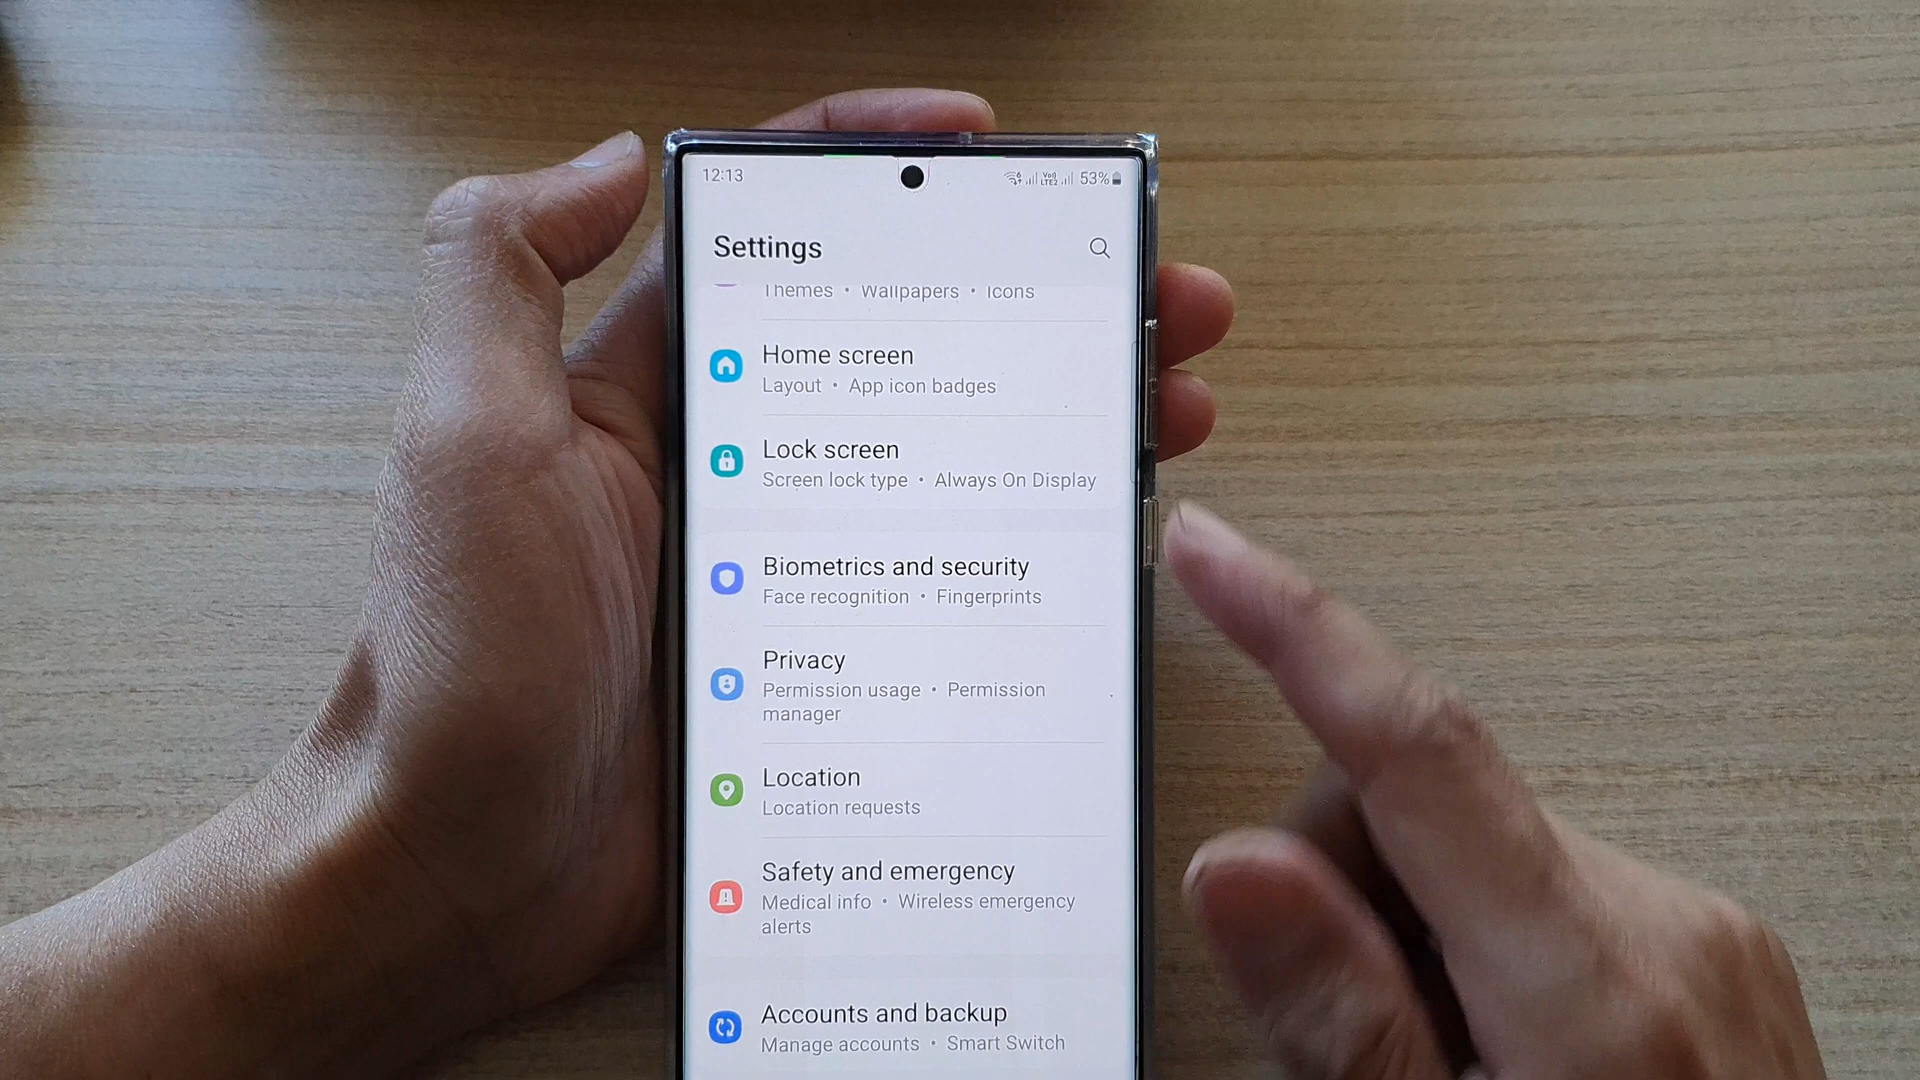 12:13
Vo) LTE2 53%
Settings
Themes • Wallpapers • Icons
Home screen
Layout • App icon badges
Lock screen
Screen lock type • Always On Display
Biometrics and security
Face recognition • Fingerprints
Privacy
Permission usage • Permission
manager
Location
Location requests
Safety and emergency
Medical info • Wireless emergency
alerts
Accounts and backup
Manage accounts • Smart Switch